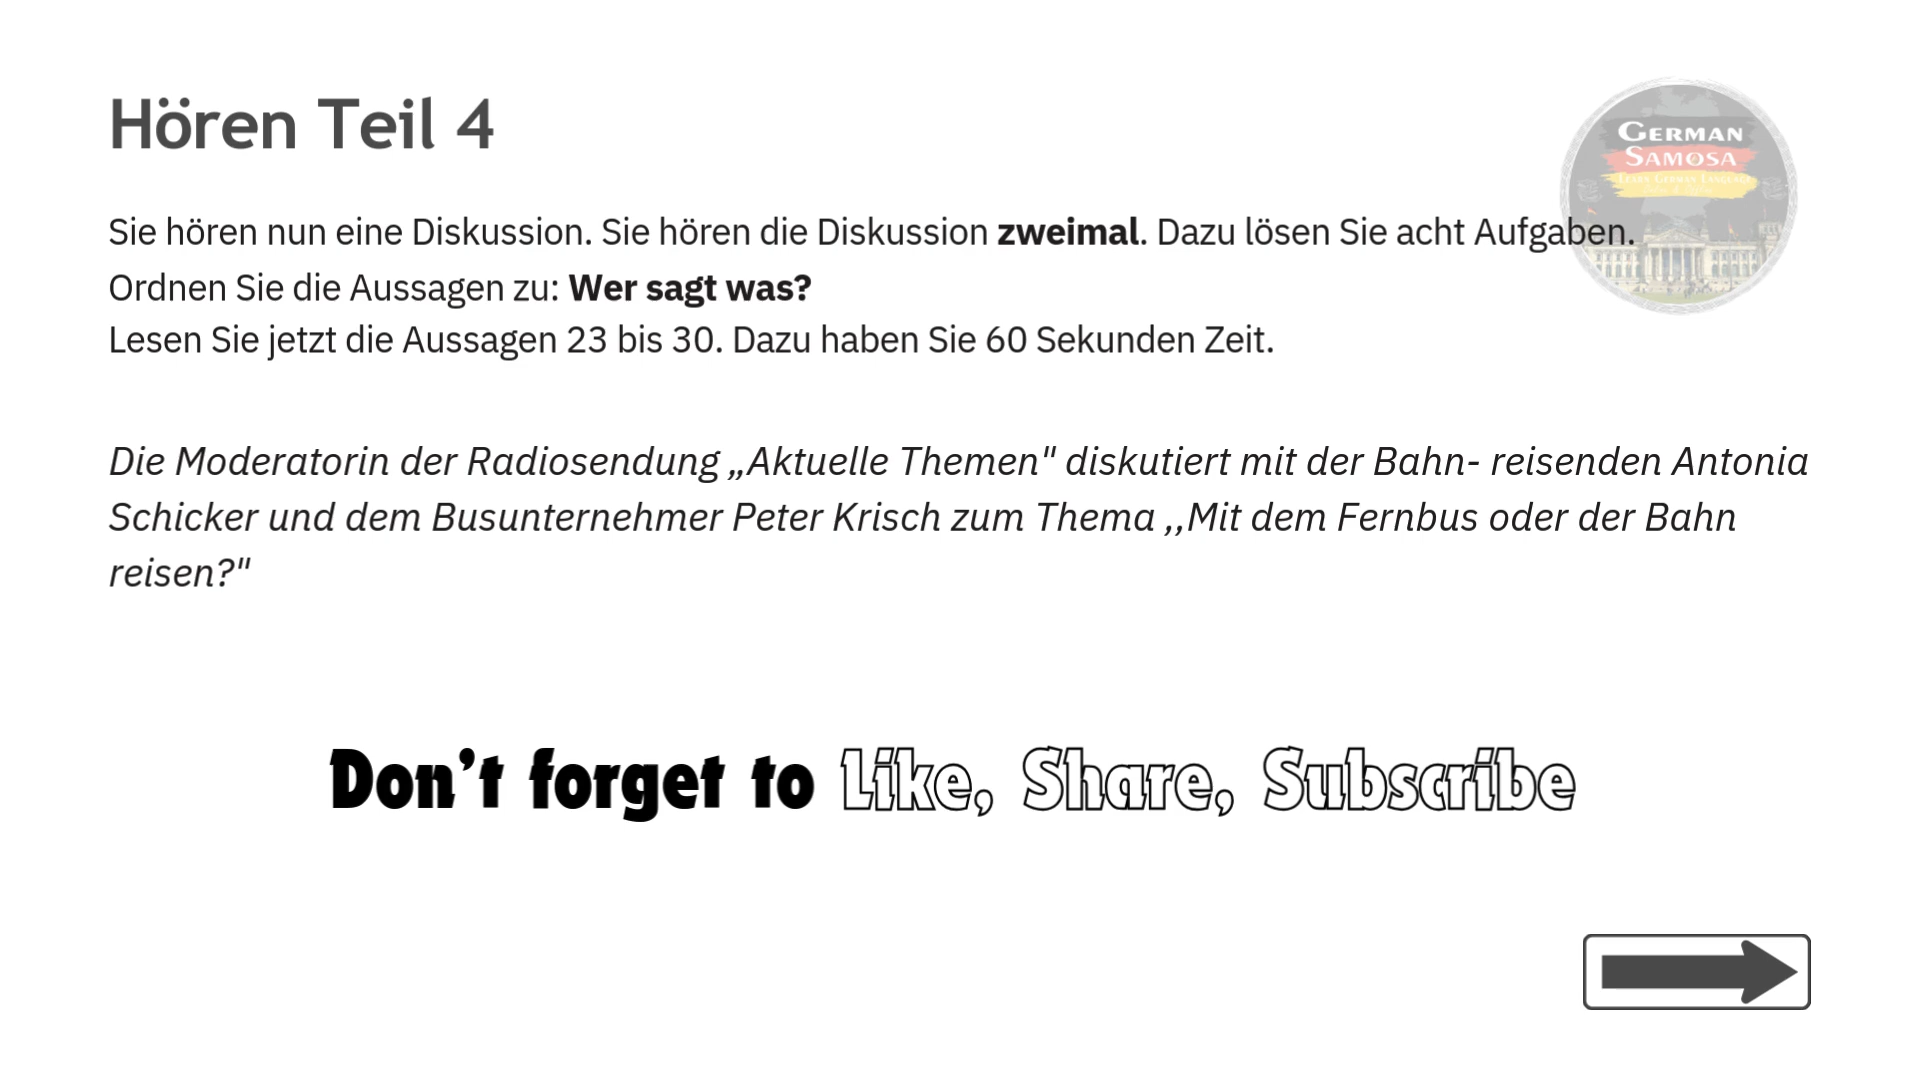 Hören Teil 4
GERMAN
SAMOSA
LEARN GERMAN LANGUAGE
Sie hören nun eine Diskussion. Sie hören die Diskussion zweimal. Dazu lösen Sie acht Aufgaben.
Ordnen Sie die Aussagen zu: Wer sagt was?
Lesen Sie jetzt die Aussagen 23 bis 30. Dazu haben Sie 60 Sekunden Zeit.
Die Moderatorin der Radiosendung „Aktuelle Themen" diskutiert mit der Bahn- reisenden Antonia
Schicker und dem Busunternehmer Peter Krisch zum Thema ,,Mit dem Fernbus oder der Bahn
reisen?"
Don't forget to Like, Share, Subscribe